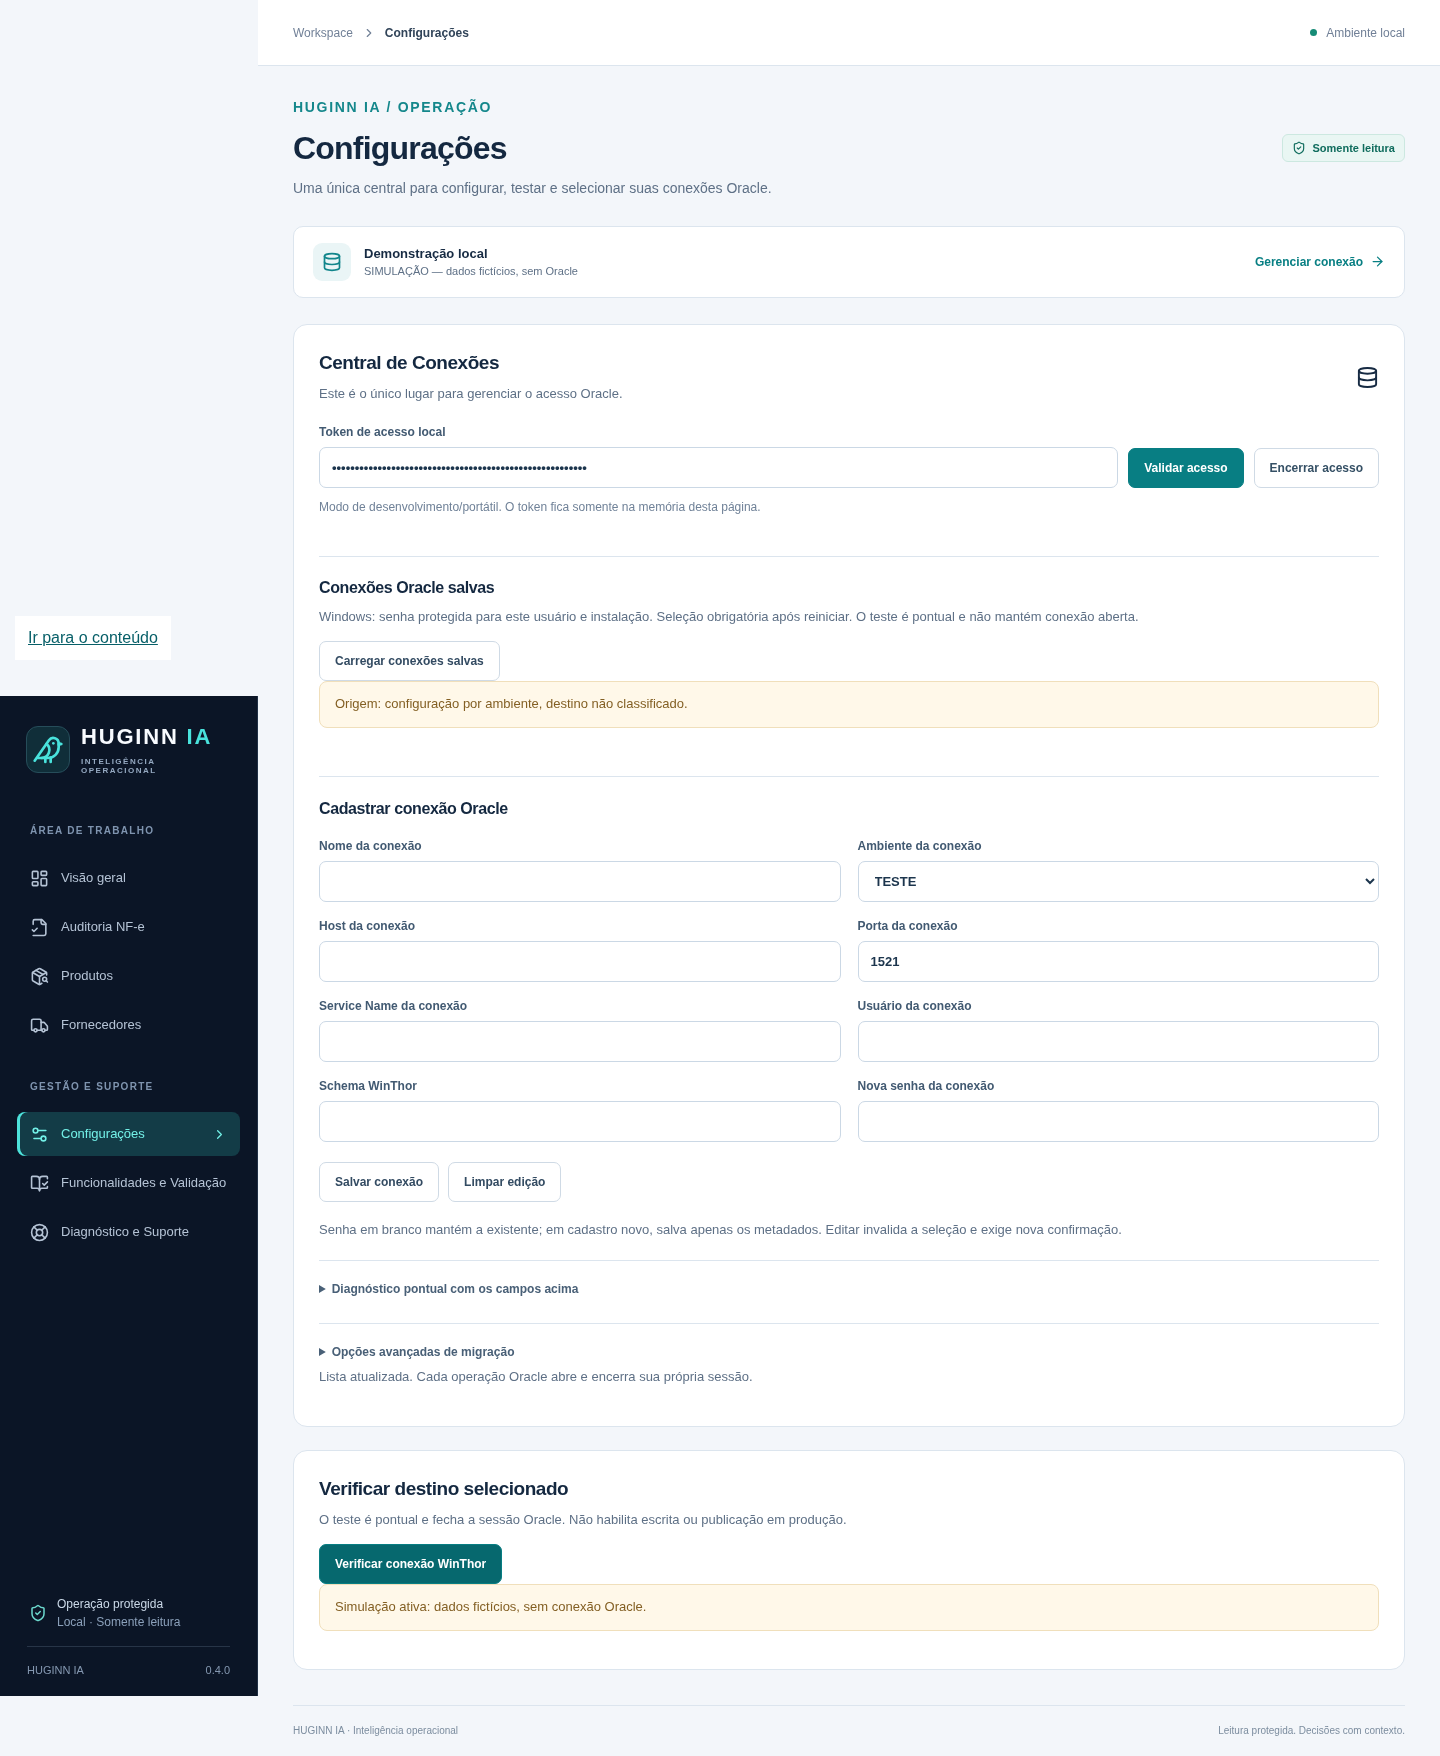 Workspace > Configurações
Ambiente local
HUGINN IA / OPERAÇÃO
Configurações
Somente leitura
Uma única central para configurar, testar e selecionar suas conexões Oracle.
Demonstração local
SIMULAÇÃO — dados fictícios, sem Oracle
Gerenciar conexão →
Central de Conexões
Este é o único lugar para gerenciar o acesso Oracle.
Token de acesso local
Validar acesso
Encerrar acesso
Modo de desenvolvimento/portátil. O token fica somente na memória desta página.
Conexões Oracle salvas
Windows: senha protegida para este usuário e instalação. Seleção obrigatória após reiniciar. O teste é pontual e não mantém conexão aberta.
Carregar conexões salvas
Origem: configuração por ambiente, destino não classificado.
Cadastrar conexão Oracle
Nome da conexão
Ambiente da conexão
TESTE
Host da conexão
Porta da conexão
1521
Service Name da conexão
Usuário da conexão
Schema WinThor
Nova senha da conexão
Salvar conexão
Limpar edição
Senha em branco mantém a existente; em cadastro novo, salva apenas os metadados. Editar invalida a seleção e exige nova confirmação.
Diagnóstico pontual com os campos acima
Opções avançadas de migração
Lista atualizada. Cada operação Oracle abre e encerra sua própria sessão.
Verificar destino selecionado
O teste é pontual e fecha a sessão Oracle. Não habilita escrita ou publicação em produção.
Verificar conexão WinThor
Simulação ativa: dados fictícios, sem conexão Oracle.
HUGINN IA · Inteligência operacional
Leitura protegida. Decisões com contexto.
Ir para o conteúdo
HUGINN IA
INTELIGÊNCIA
OPERACIONAL
ÁREA DE TRABALHO
Visão geral
Auditoria NF-e
Produtos
Fornecedores
GESTÃO E SUPORTE
Configurações
Funcionalidades e Validação
Diagnóstico e Suporte
Operação protegida
Local · Somente leitura
HUGINN IA
0.4.0